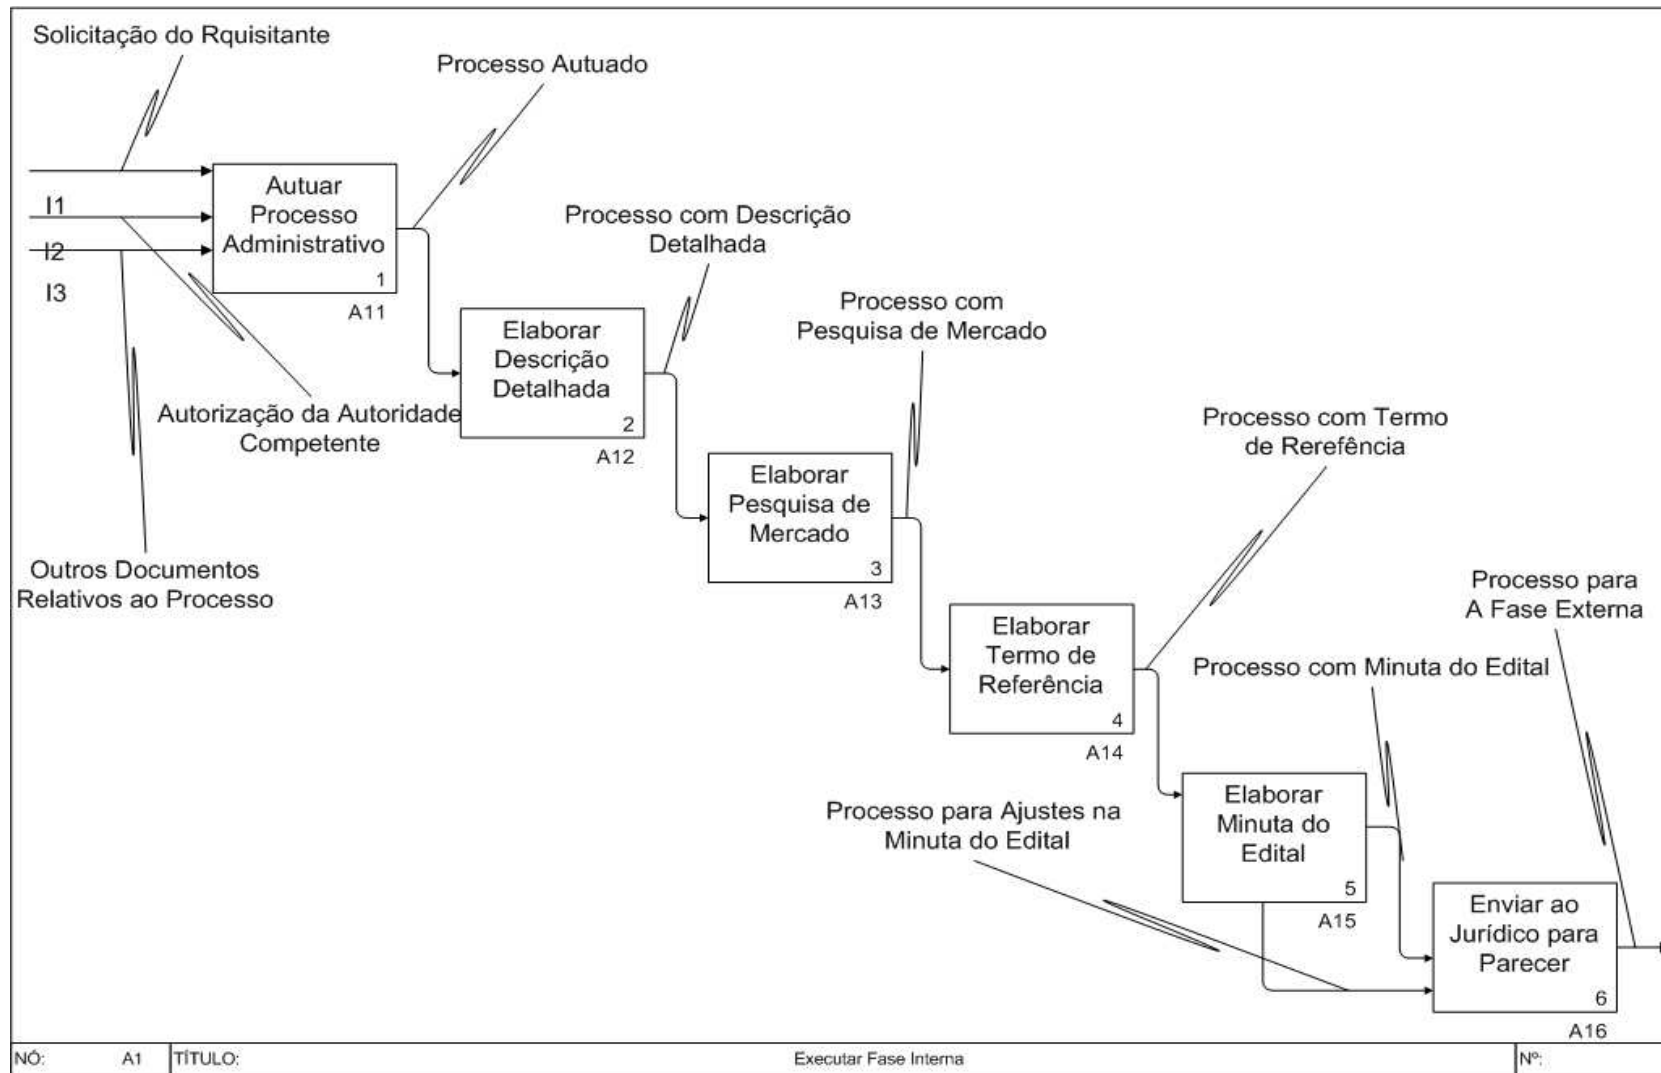 Solicitação do Rquisitante
Processo Autuado
I1
I2
I3
Autuar
Processo
Administrativo
1
A11
Processo com Descrição
Detalhada
Autorização da Autoridade
Competente
Elaborar
Descrição
Detalhada
2
A12
Processo com
Pesquisa de Mercado
Outros Documentos
Relativos ao Processo
Elaborar
Pesquisa de
Mercado
3
A13
Processo com Termo
de Rerefência
Elaborar
Termo de
Referência
4
A14
Processo para
A Fase Externa
Processo com Minuta do Edital
Processo para Ajustes na
Minuta do Edital
Elaborar
Minuta do
Edital
5
A15
Enviar ao
Jurídico para
Parecer
6
A16
NÓ: A1 TÍTULO: Executar Fase Interna Nº: